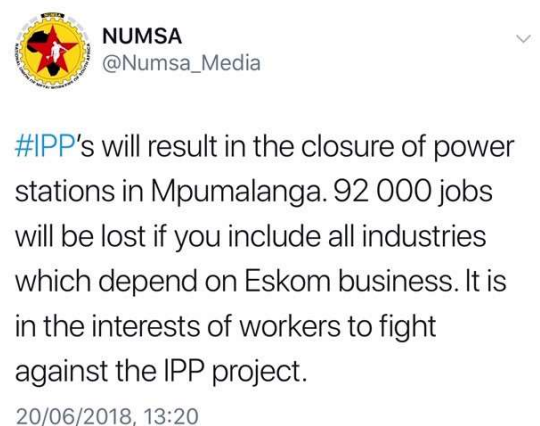 NUMSA
@Numsa_Media
#IPP's will result in the closure of power
stations in Mpumalanga. 92 000 jobs
will be lost if you include all industries
which depend on Eskom business. It is
in the interests of workers to fight
against the IPP project.
20/06/2018, 13:20